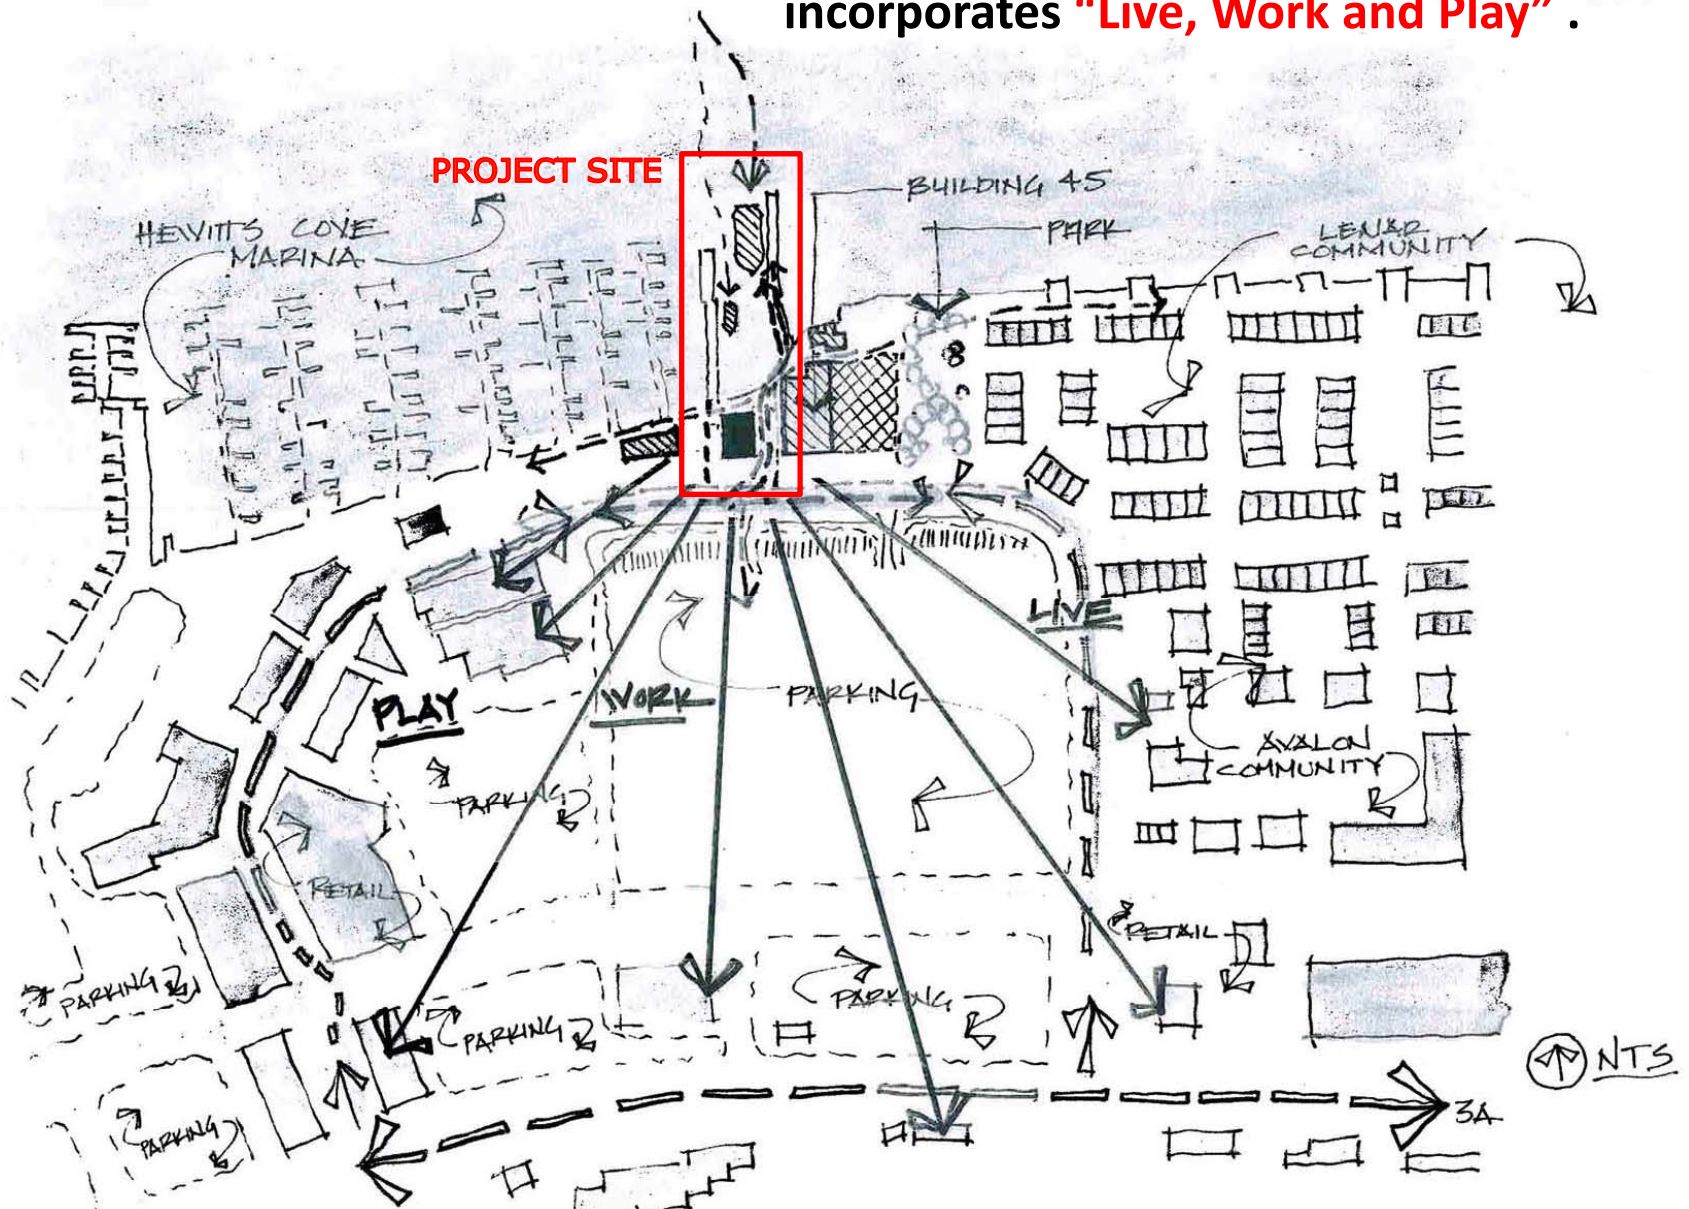 incorporates “Live, Work and Play” .
PROJECT SITE
BUILDING 45
HEWITTS COVE
MARINA
PARK
LENAR
COMMUNITY
LIVE
WORK
PARKING
PLAY
AVALON
COMMUNITY
PARKING
RETAIL
RETAIL
PARKING
PARKING
PARKING
NTS
3A
PARKING